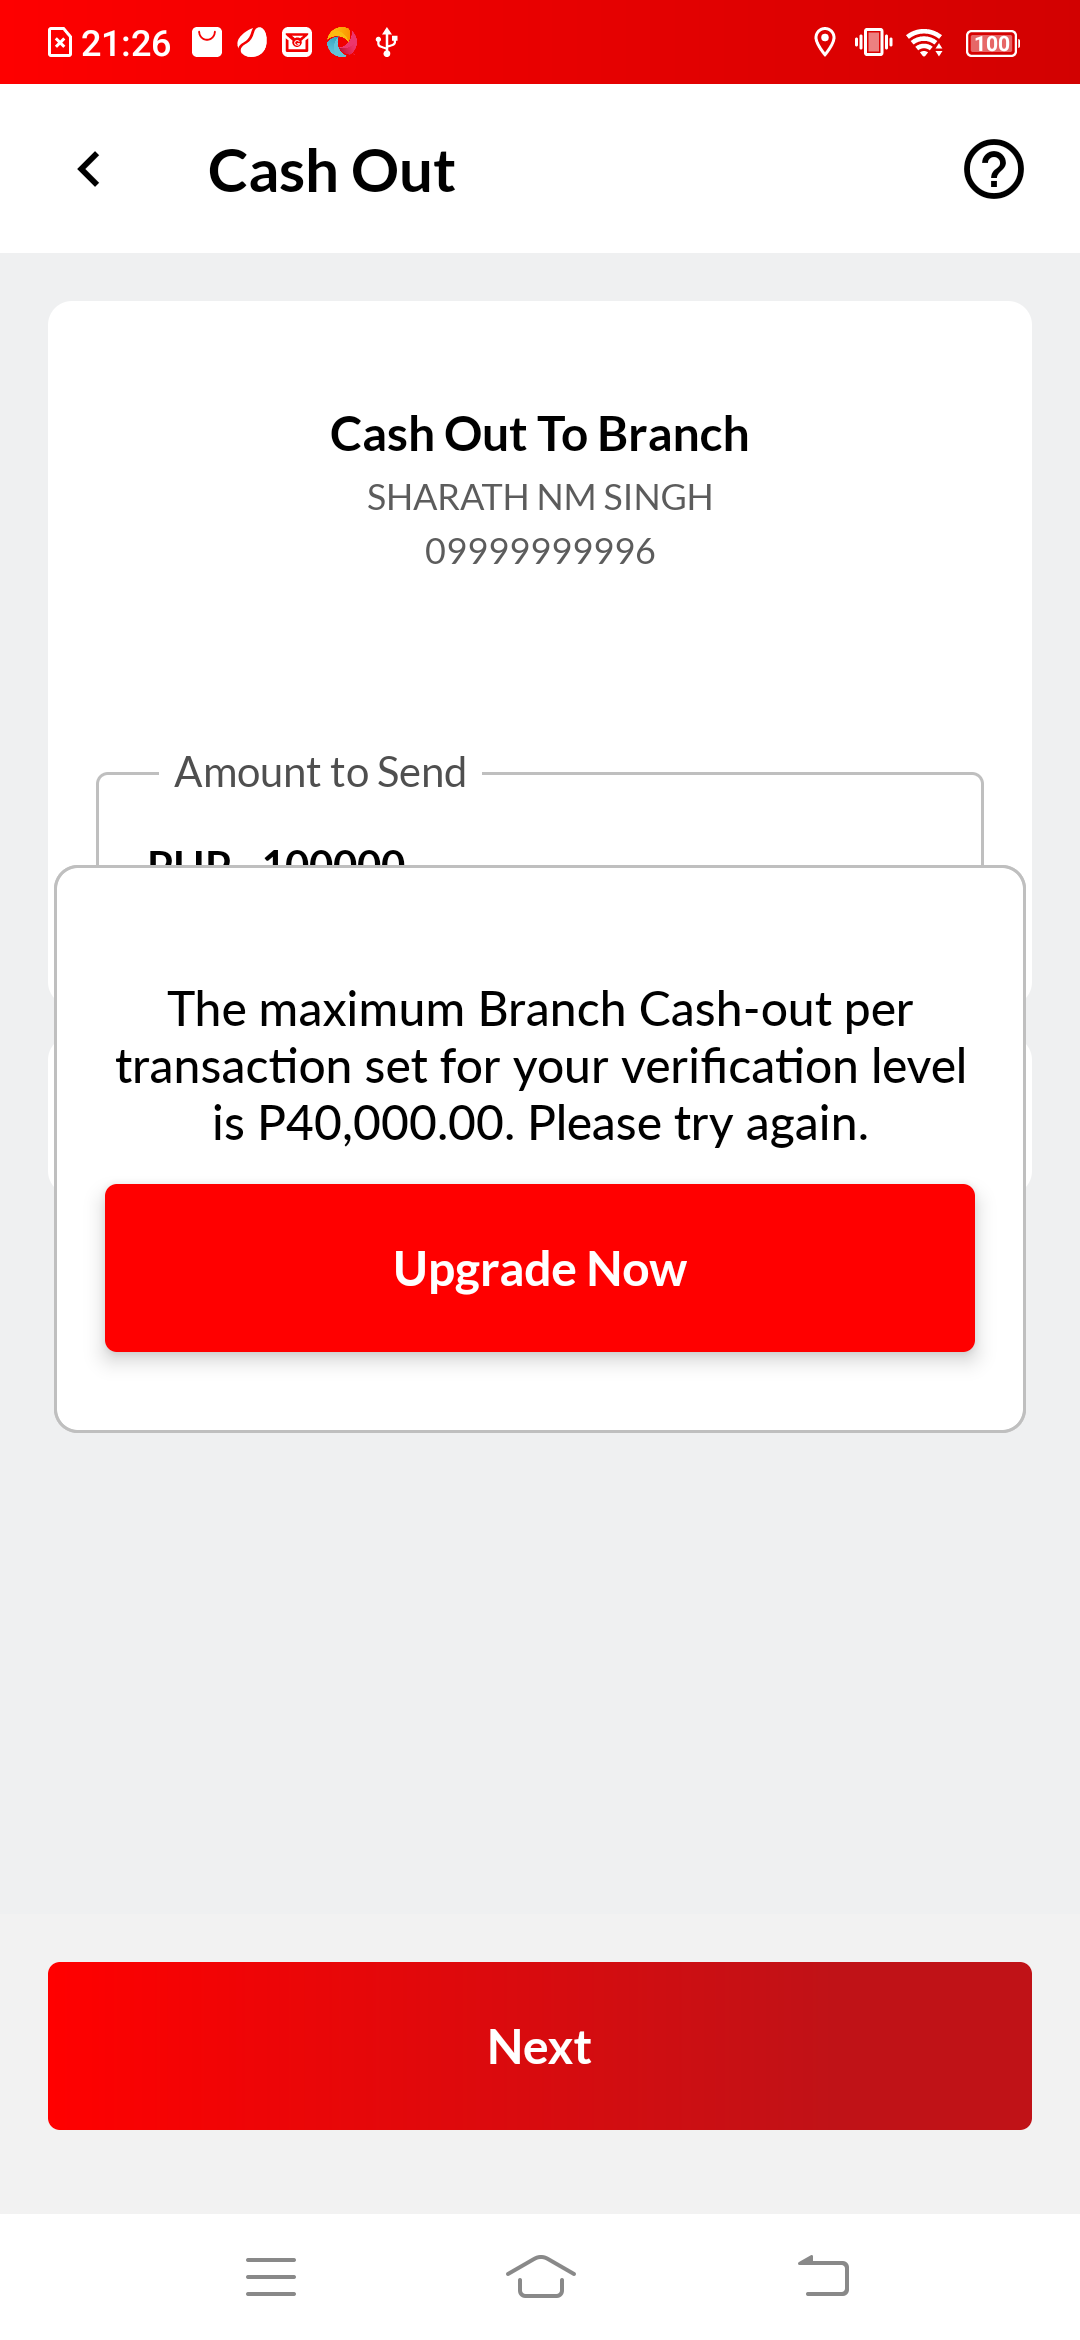 21:26
100
Cash Out
Cash Out To Branch
SHARATH NM SINGH
09999999996
Amount to Send
PHP 100000
The maximum Branch Cash-out per
transaction set for your verification level
is P40,000.00. Please try again.
Upgrade Now
Next